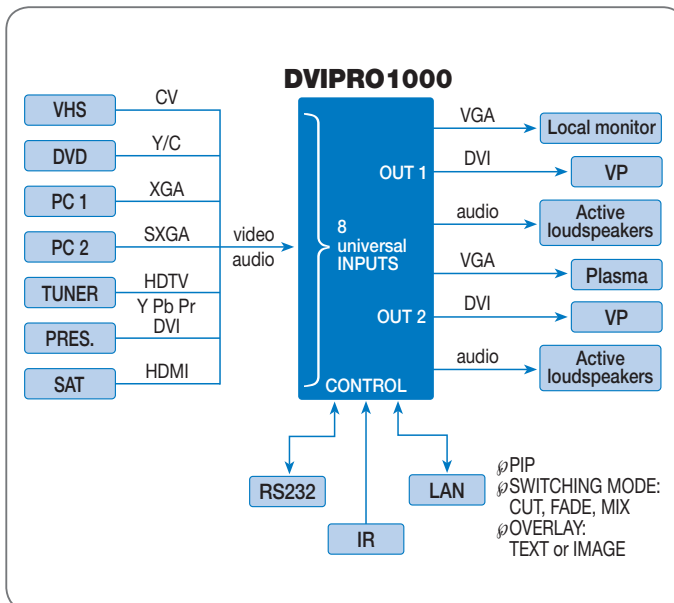 DVIPRO1000
VHS
CV
DVD
Y/C
PC 1
XGA
PC 2
SXGA
TUNER
HDTV
Y Pb Pr
PRES.
DVI
SAT
HDMI
video
audio
8
universal
INPUTS
OUT 1
OUT 2
CONTROL
VGA
Local monitor
DVI
VP
audio
Active
loudspeakers
VGA
Plasma
DVI
VP
audio
Active
loudspeakers
RS232
IR
LAN
℘PIP
℘SWITCHING MODE:
CUT, FADE, MIX
℘OVERLAY:
TEXT or IMAGE